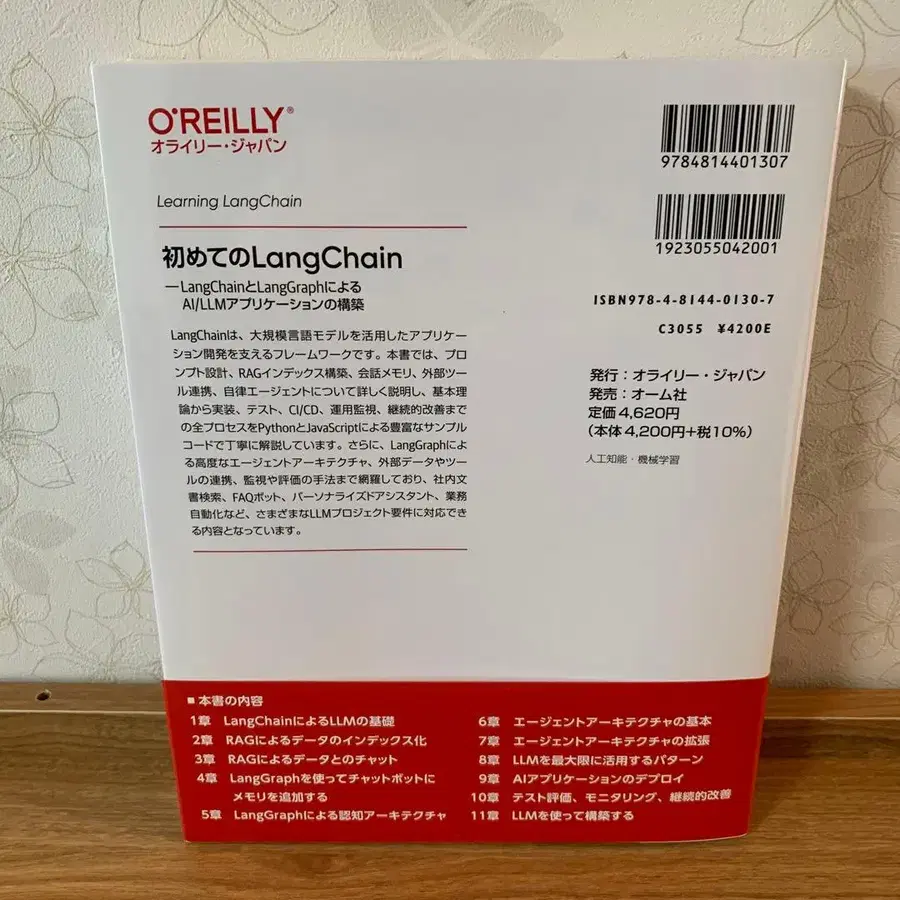 O'REILLY®
オライリー・ジャパン
Learning LangChain
初めてのLangChain
―LangChainとLangGraphによる
AI/LLMアプリケーションの構築
LangChainは、大規模言語モデルを活用したアプリケー
ション開発を支えるフレームワークです。本書では、プロ
ンプト設計、RAGインデックス構築、会話メモリ、外部ツー
ル連携、自律エージェントについて詳しく説明し、基本理
論から実装、テスト、CI/CD、運用監視、継続的改善まで
の全プロセスをPythonとJavaScriptによる豊富なサンプル
コードで丁寧に解説しています。さらに、LangGraphによ
る高度なエージェントアーキテクチャ、外部データやツー
ルの連携、監視や評価の手法まで網羅しており、社内文
書検索、FAQボット、パーソナライズドアシスタント、業務
自動化など、さまざまなLLMプロジェクト要件に対応でき
る内容となっています。
9784814401307
1923055042001
ISBN978-4-8144-0130-7
C3055 ¥4200E
発行：オライリー・ジャパン
発売：オーム社
定価4,620円
（本体4,200円+税10%）
人工知能・機械学習
■ 本書の内容
1章 LangChainによるLLMの基礎
2章 RAGによるデータのインデックス化
3章 RAGによるデータとのチャット
4章 LangGraphを使ってチャットボットに
メモリを追加する
5章 LangGraphによる認知アーキテクチャ
6章 エージェントアーキテクチャの基本
7章 エージェントアーキテクチャの拡張
8章 LLMを最大限に活用するパターン
9章 AIアプリケーションのデプロイ
10章 テスト評価、モニタリング、継続的改善
11章 LLMを使って構築する